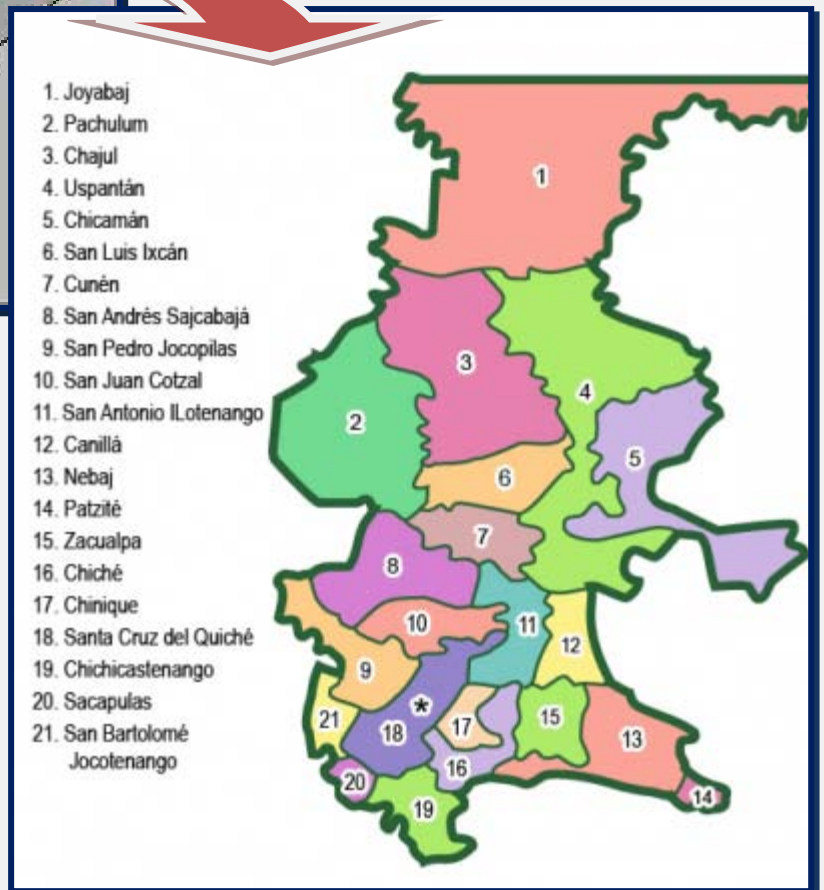 1. Joyabaj
2. Pachulum
3. Chajul
4. Uspantán
5. Chicamán
6. San Luis Ixcán
7. Cunén
8. San Andrés Sajcabajá
9. San Pedro Jocopilas
10. San Juan Cotzal
11. San Antonio ILotenango
12. Canillá
13. Nebaj
14. Patzité
15. Zacualpa
16. Chiché
17. Chinique
18. Santa Cruz del Quiché
19. Chichicastenango
20. Sacapulas
21. San Bartolomé
Jocotenango
1
3
4
2
5
6
7
8
10
11
12
9
*
21
18
17
15
13
16
20
14
19